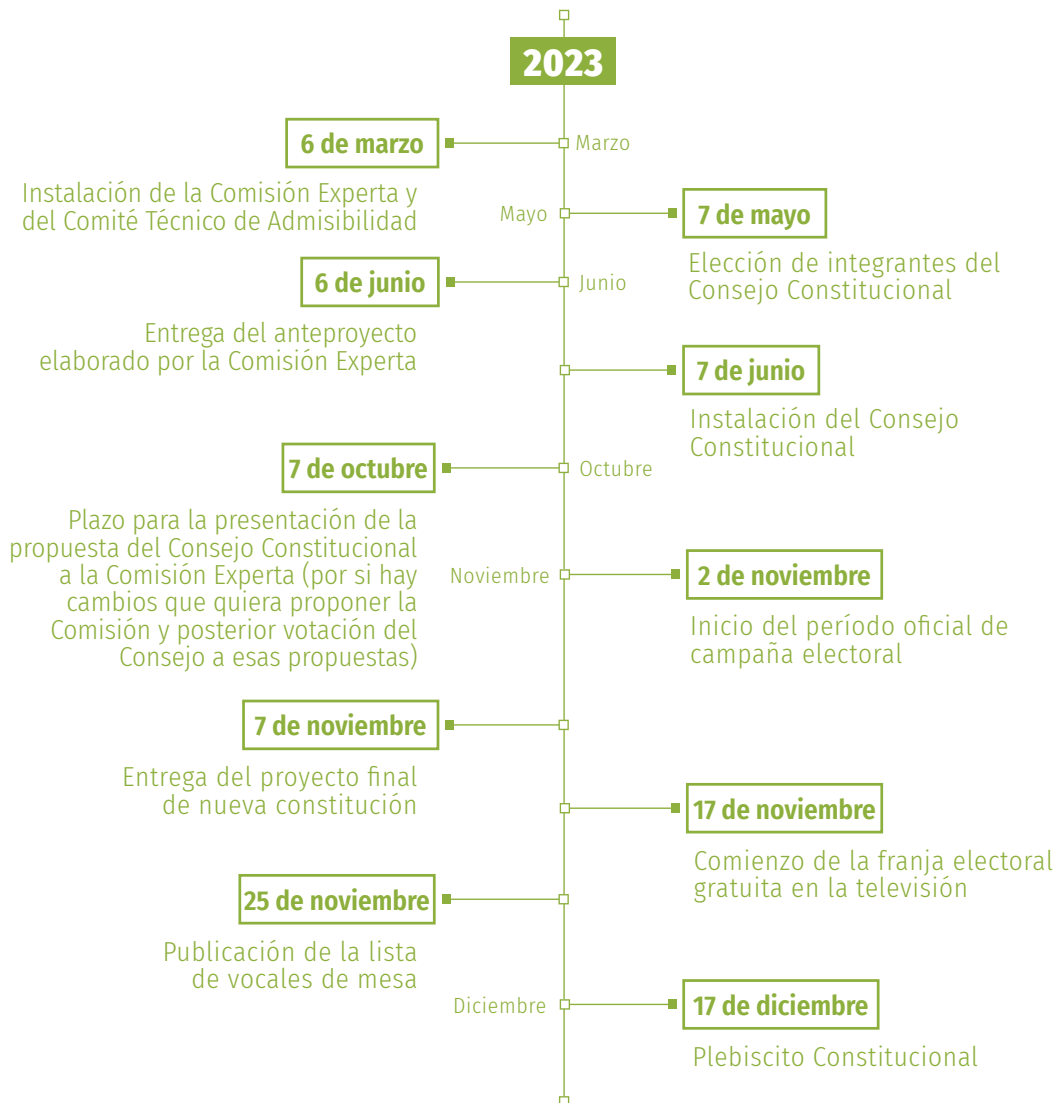 2023
6 de marzo
Marzo
Instalación de la Comisión Experta y
del Comité Técnico de Admisibilidad
Mayo
7 de mayo
Elección de integrantes del
Consejo Constitucional
6 de junio
Junio
Entrega del anteproyecto
elaborado por la Comisión Experta
7 de junio
Instalación del Consejo
Constitucional
7 de octubre
Octubre
Plazo para la presentación de la
propuesta del Consejo Constitucional
a la Comisión Experta (por si hay
cambios que quiera proponer la
Comisión y posterior votación del
Consejo a esas propuestas)
Noviembre
2 de noviembre
Inicio del período oficial de
campaña electoral
7 de noviembre
Entrega del proyecto final
de nueva constitución
17 de noviembre
Comienzo de la franja electoral
gratuita en la televisión
25 de noviembre
Publicación de la lista
de vocales de mesa
Diciembre
17 de diciembre
Plebiscito Constitucional